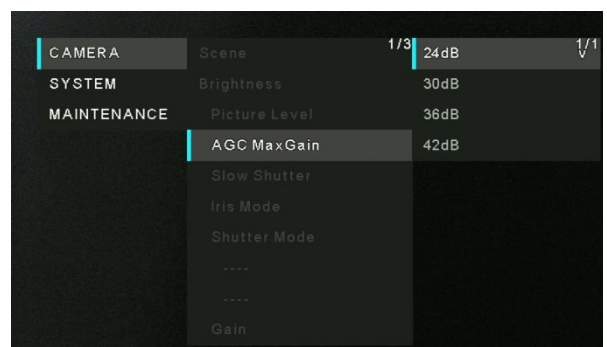 CAMERA
SYSTEM
MAINTENANCE
Scene 1/3
Brightness
Picture Level
AGC MaxGain
Slow Shutter
Iris Mode
Shutter Mode
----
----
Gain
24dB 1/1
v
30dB
36dB
42dB